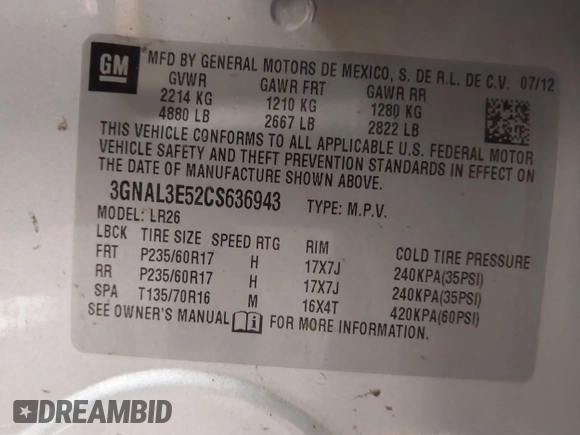 GM
MFD BY GENERAL MOTORS DE MEXICO, S. DE R.L. DE C.V. 07/12
GVWR GAWR FRT GAWR RR
2214 KG 1210 KG 1280 KG
4880 LB 2667 LB 2822 LB
THIS VEHICLE CONFORMS TO ALL APPLICABLE U.S. FEDERAL MOTOR
VEHICLE SAFETY AND THEFT PREVENTION STANDARDS IN EFFECT ON
THE DATE OF MANUFACTURE SHOWN ABOVE.
3GNAL3E52CS636943 TYPE: M.P.V.
MODEL: LR26
LBCK TIRE SIZE SPEED RTG RIM COLD TIRE PRESSURE
FRT P235/60R17 H 17X7J 240KPA(35PSI)
RR P235/60R17 H 17X7J 240KPA(35PSI)
SPA T135/70R16 M 16X4T 420KPA(60PSI)
SEE OWNER'S MANUAL FOR MORE INFORMATION.
DREAMBID